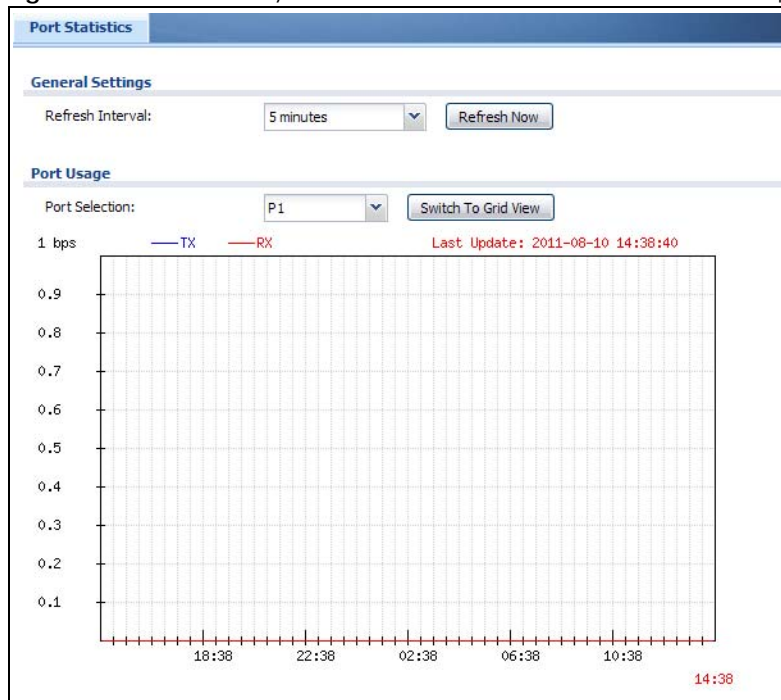 Port Statistics
General Settings
Refresh Interval: 5 minutes Refresh Now
Port Usage
Port Selection: P1 Switch To Grid View
1 bps TX RX Last Update: 2011-08-10 14:38:40
0.9
0.8
0.7
0.6
0.5
0.4
0.3
0.2
0.1
18:38 22:38 02:38 06:38 10:38
14:38